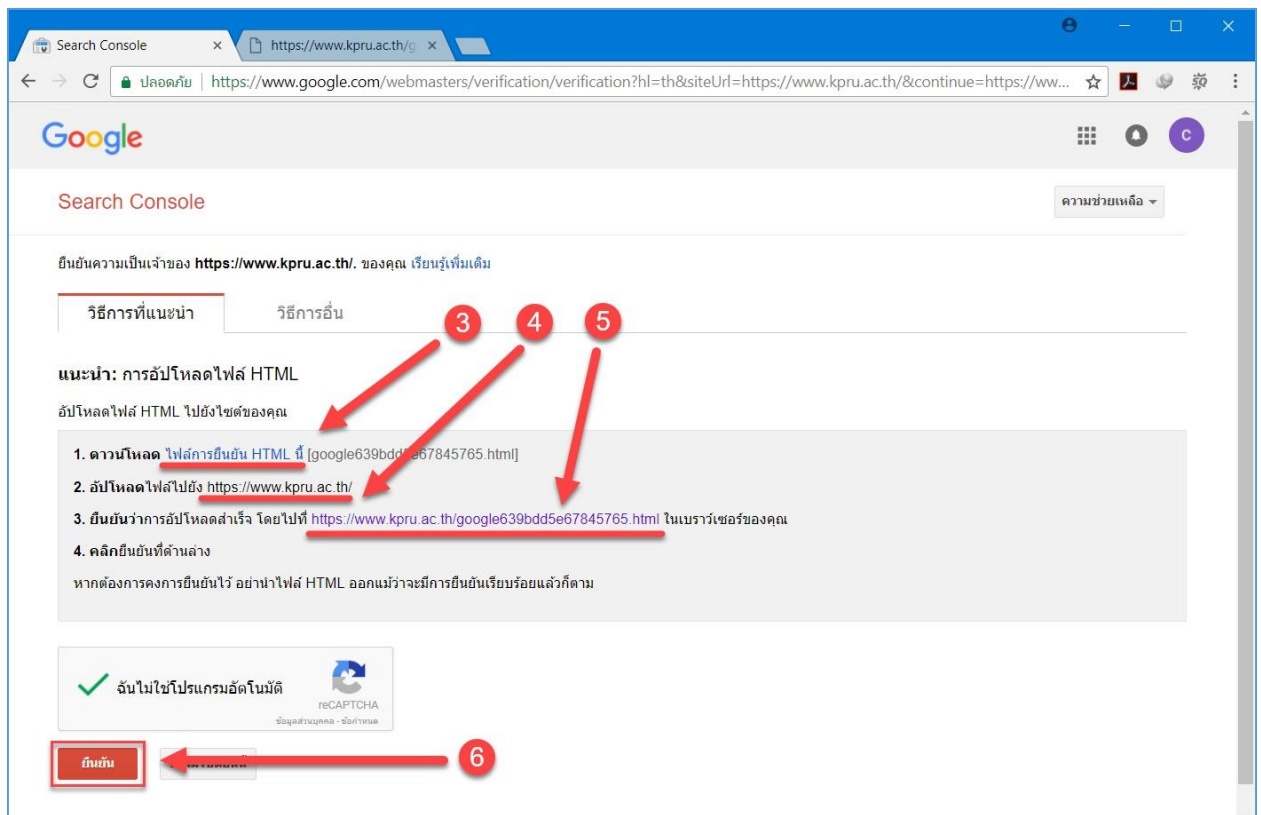 Search Console × https://www.kpru.ac.th/g ×
ปลอดภัย | https://www.google.com/webmasters/verification/verification?hl=th&siteUrl=https://www.kpru.ac.th/&continue=https://ww...
Google
C
Search Console
ความช่วยเหลือ
ยืนยันความเป็นเจ้าของ https://www.kpru.ac.th/. ของคุณ เรียนรู้เพิ่มเติม
วิธีการที่แนะนำ วิธีการอื่น
3 4 5
แนะนำ: การอัปโหลดไฟล์ HTML
อัปโหลดไฟล์ HTML ไปยังไซต์ของคุณ
1. ดาวน์โหลด ไฟล์การยืนยัน HTML นี้ [google639bdd5e67845765.html]
2. อัปโหลดไฟล์ไปยัง https://www.kpru.ac.th/
3. ยืนยันว่าการอัปโหลดสำเร็จ โดยไปที่ https://www.kpru.ac.th/google639bdd5e67845765.html ในเบราว์เซอร์ของคุณ
4. คลิกยืนยันที่ด้านล่าง
หากต้องการคงการยืนยันไว้ อย่านำไฟล์ HTML ออกแม้ว่าจะมีการยืนยันเรียบร้อยแล้วก็ตาม
ฉันไม่ใช่โปรแกรมอัตโนมัติ
reCAPTCHA
ข้อมูลส่วนบุคคล - ข้อกำหนด
ยืนยัน
6